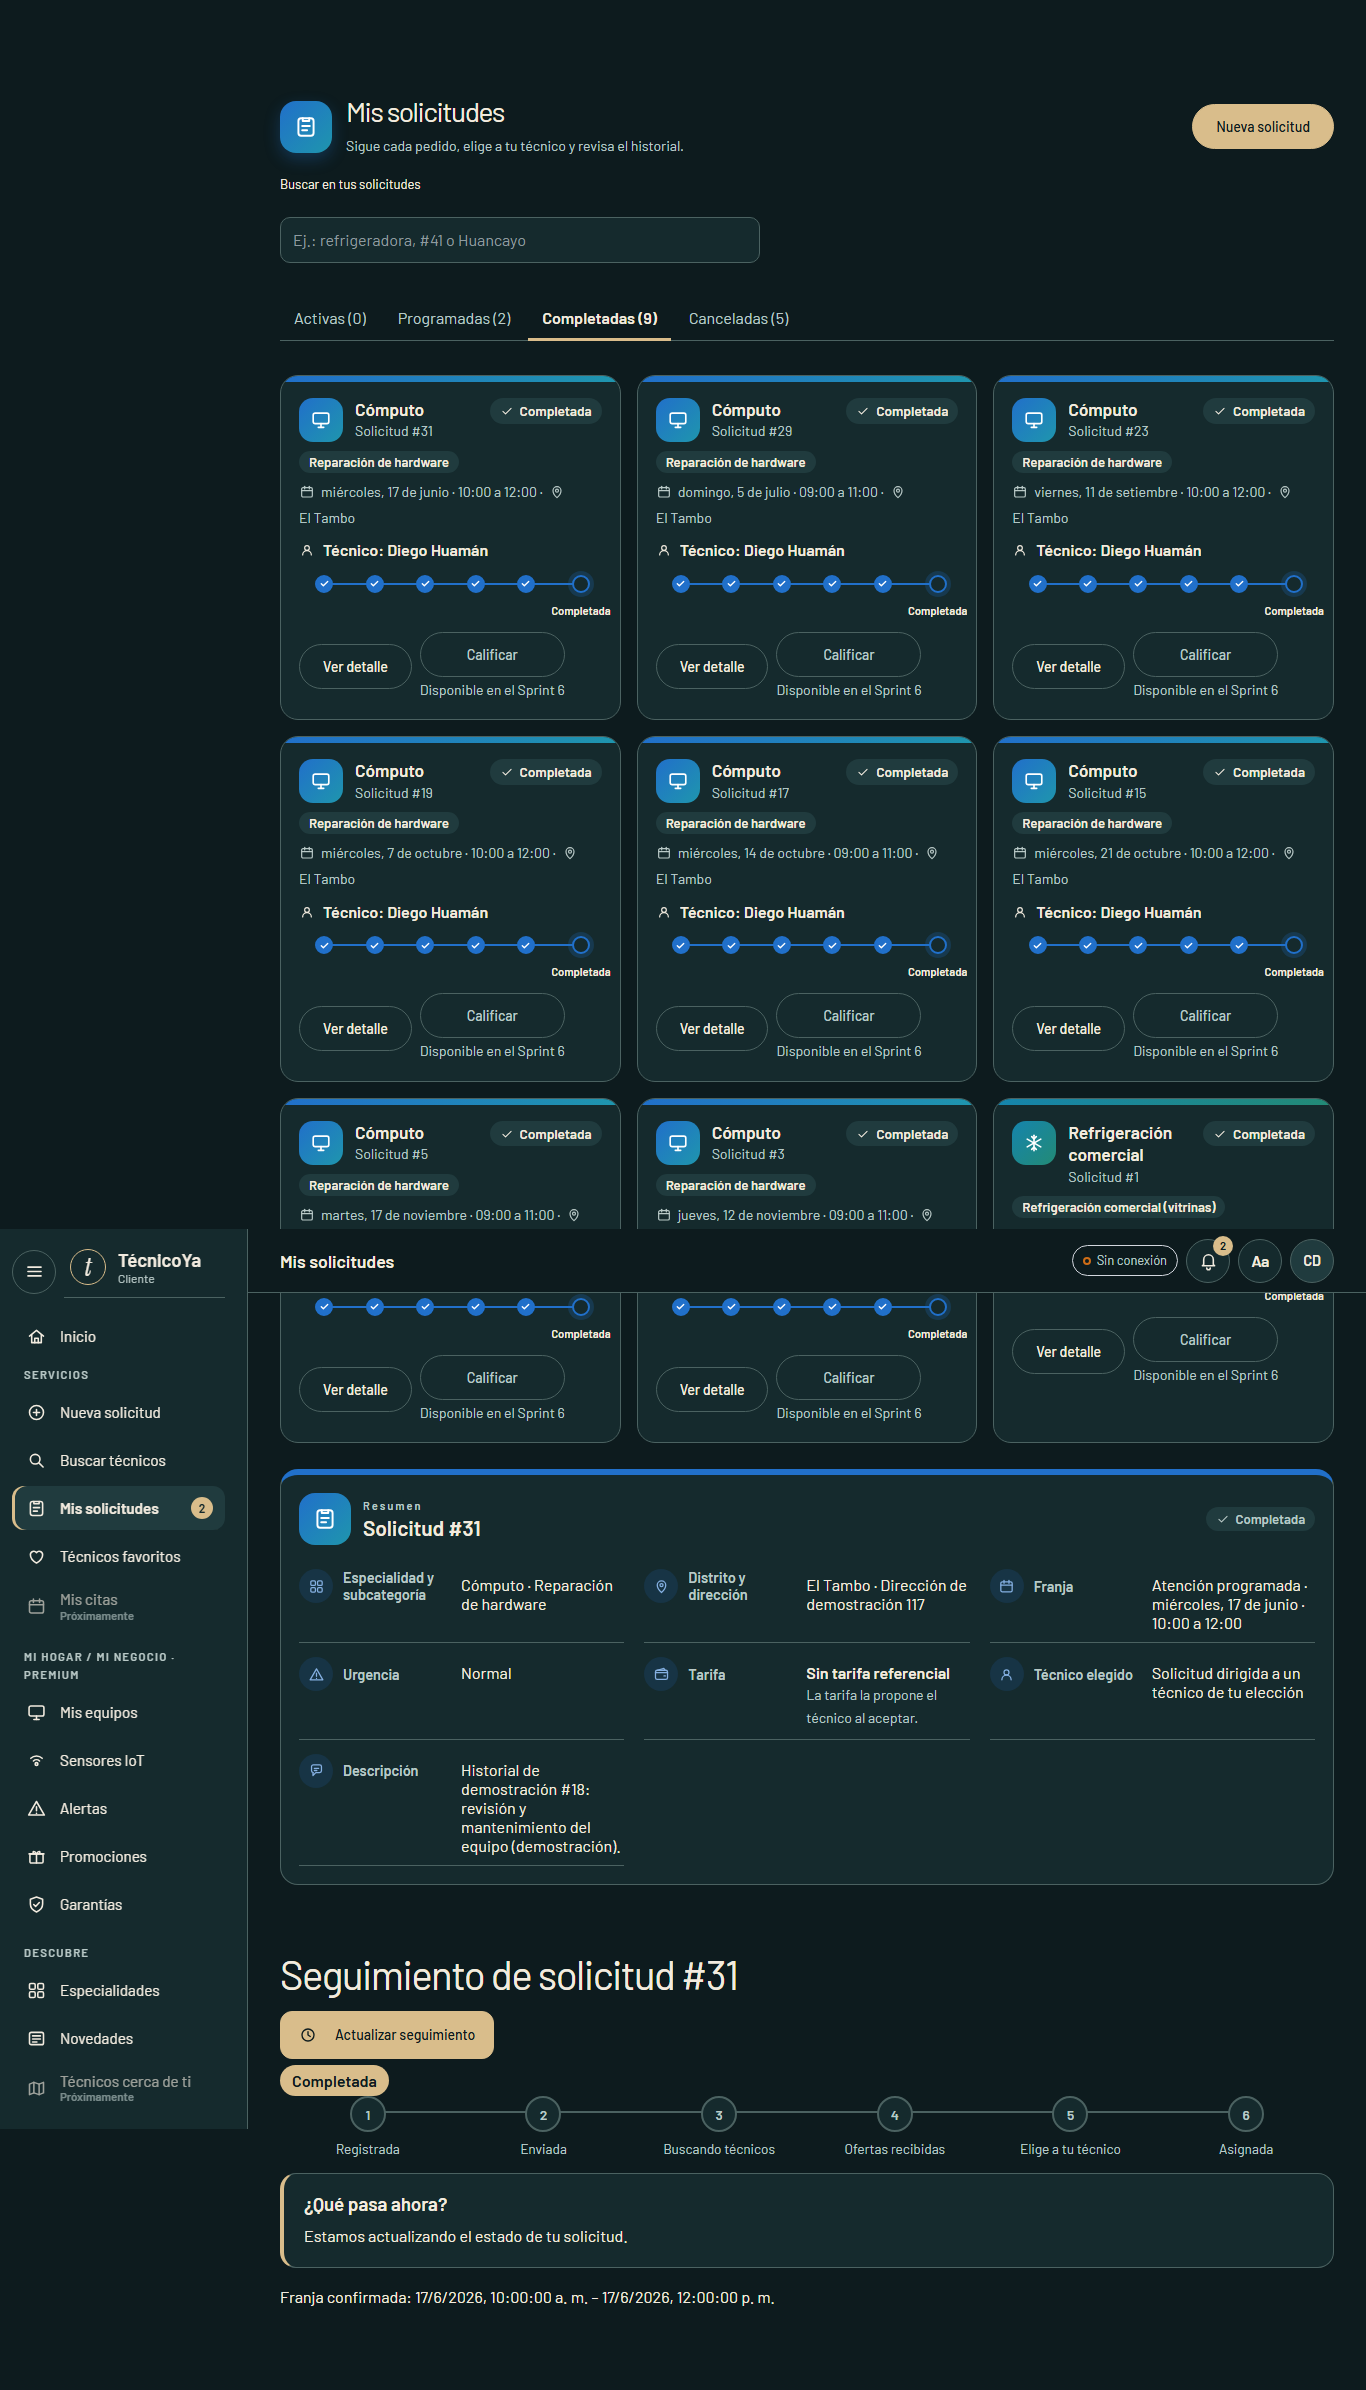 Mis solicitudes
Sigue cada pedido, elige a tu técnico y revisa el historial.
Nueva solicitud
Buscar en tus solicitudes
Ej.: refrigeradora, #41 o Huancayo
Activas (0)
Programadas (2)
Completadas (9)
Canceladas (5)
Cómputo
Solicitud #31
Completada
Reparación de hardware
miércoles, 17 de junio · 10:00 a 12:00 ·
El Tambo
Técnico: Diego Huamán
Completada
Ver detalle
Calificar
Disponible en el Sprint 6
Cómputo
Solicitud #29
Completada
Reparación de hardware
domingo, 5 de julio · 09:00 a 11:00 ·
El Tambo
Técnico: Diego Huamán
Completada
Ver detalle
Calificar
Disponible en el Sprint 6
Cómputo
Solicitud #23
Completada
Reparación de hardware
viernes, 11 de setiembre · 10:00 a 12:00 ·
El Tambo
Técnico: Diego Huamán
Completada
Ver detalle
Calificar
Disponible en el Sprint 6
Cómputo
Solicitud #19
Completada
Reparación de hardware
miércoles, 7 de octubre · 10:00 a 12:00 ·
El Tambo
Técnico: Diego Huamán
Completada
Ver detalle
Calificar
Disponible en el Sprint 6
Cómputo
Solicitud #17
Completada
Reparación de hardware
miércoles, 14 de octubre · 09:00 a 11:00 ·
El Tambo
Técnico: Diego Huamán
Completada
Ver detalle
Calificar
Disponible en el Sprint 6
Cómputo
Solicitud #15
Completada
Reparación de hardware
miércoles, 21 de octubre · 10:00 a 12:00 ·
El Tambo
Técnico: Diego Huamán
Completada
Ver detalle
Calificar
Disponible en el Sprint 6
Cómputo
Solicitud #5
Completada
Reparación de hardware
martes, 17 de noviembre · 09:00 a 11:00 ·
Cómputo
Solicitud #3
Completada
Reparación de hardware
jueves, 12 de noviembre · 09:00 a 11:00 ·
Refrigeración
comercial
Solicitud #1
Completada
Refrigeración comercial (vitrinas)
t
TécnicoYa
Cliente
Mis solicitudes
Sin conexión
2
Aa
CD
Completada
Ver detalle
Calificar
Disponible en el Sprint 6
Completada
Ver detalle
Calificar
Disponible en el Sprint 6
Completada
Ver detalle
Calificar
Disponible en el Sprint 6
Inicio
SERVICIOS
Nueva solicitud
Buscar técnicos
Mis solicitudes
2
Técnicos favoritos
Mis citas
Próximamente
MI HOGAR / MI NEGOCIO ·
PREMIUM
Mis equipos
Sensores IoT
Alertas
Promociones
Garantías
DESCUBRE
Especialidades
Novedades
Técnicos cerca de ti
Próximamente
Resumen
Solicitud #31
Completada
Especialidad y
subcategoría
Cómputo · Reparación
de hardware
Distrito y
dirección
El Tambo · Dirección de
demostración 117
Franja
Atención programada ·
miércoles, 17 de junio ·
10:00 a 12:00
Urgencia
Normal
Tarifa
Sin tarifa referencial
La tarifa la propone el
técnico al aceptar.
Técnico elegido
Solicitud dirigida a un
técnico de tu elección
Descripción
Historial de
demostración #18:
revisión y
mantenimiento del
equipo (demostración).
Seguimiento de solicitud #31
Actualizar seguimiento
Completada
1
2
3
4
5
6
Registrada
Enviada
Buscando técnicos
Ofertas recibidas
Elige a tu técnico
Asignada
¿Qué pasa ahora?
Estamos actualizando el estado de tu solicitud.
Franja confirmada: 17/6/2026, 10:00:00 a. m. – 17/6/2026, 12:00:00 p. m.